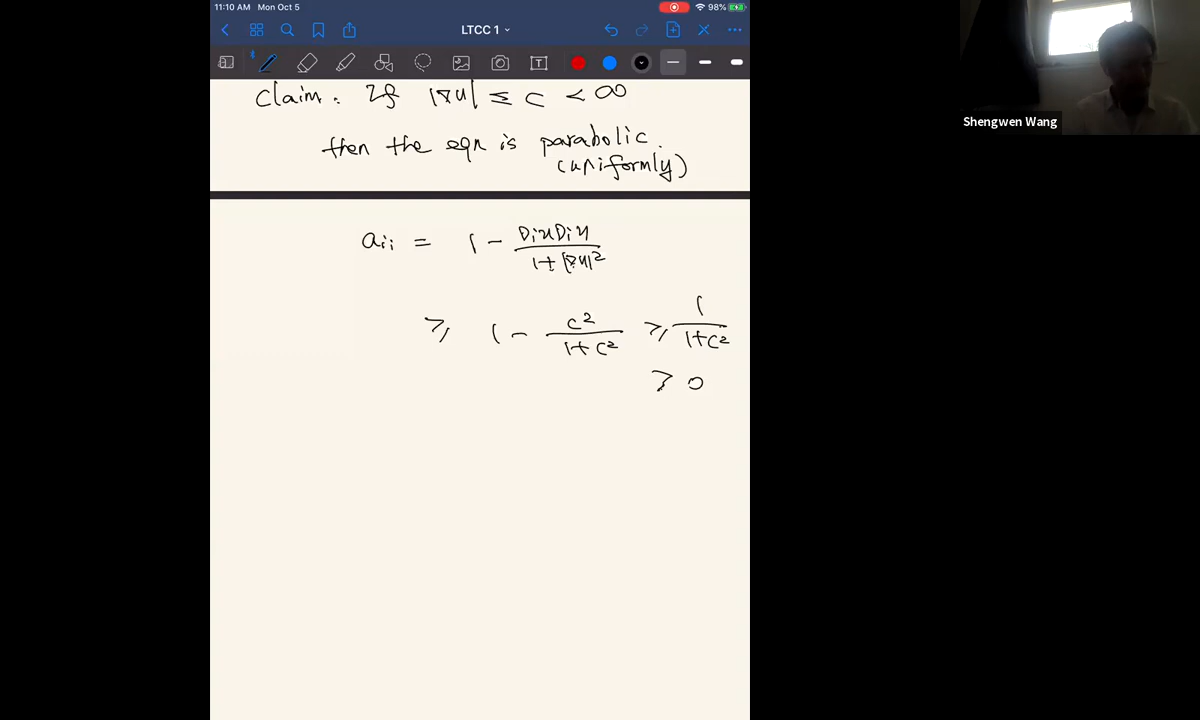 11:10 AM Mon Oct 5
98%
LTCC 1
T
Shengwen Wang
Claim: If |∇u| ≤ C < ∞
then the eqn is parabolic.
(uniformly)
aii = 1 - DiuDiu / 1+|∇u|²
≥ 1 - C² / 1+C² ≥ 1 / 1+C²
> 0